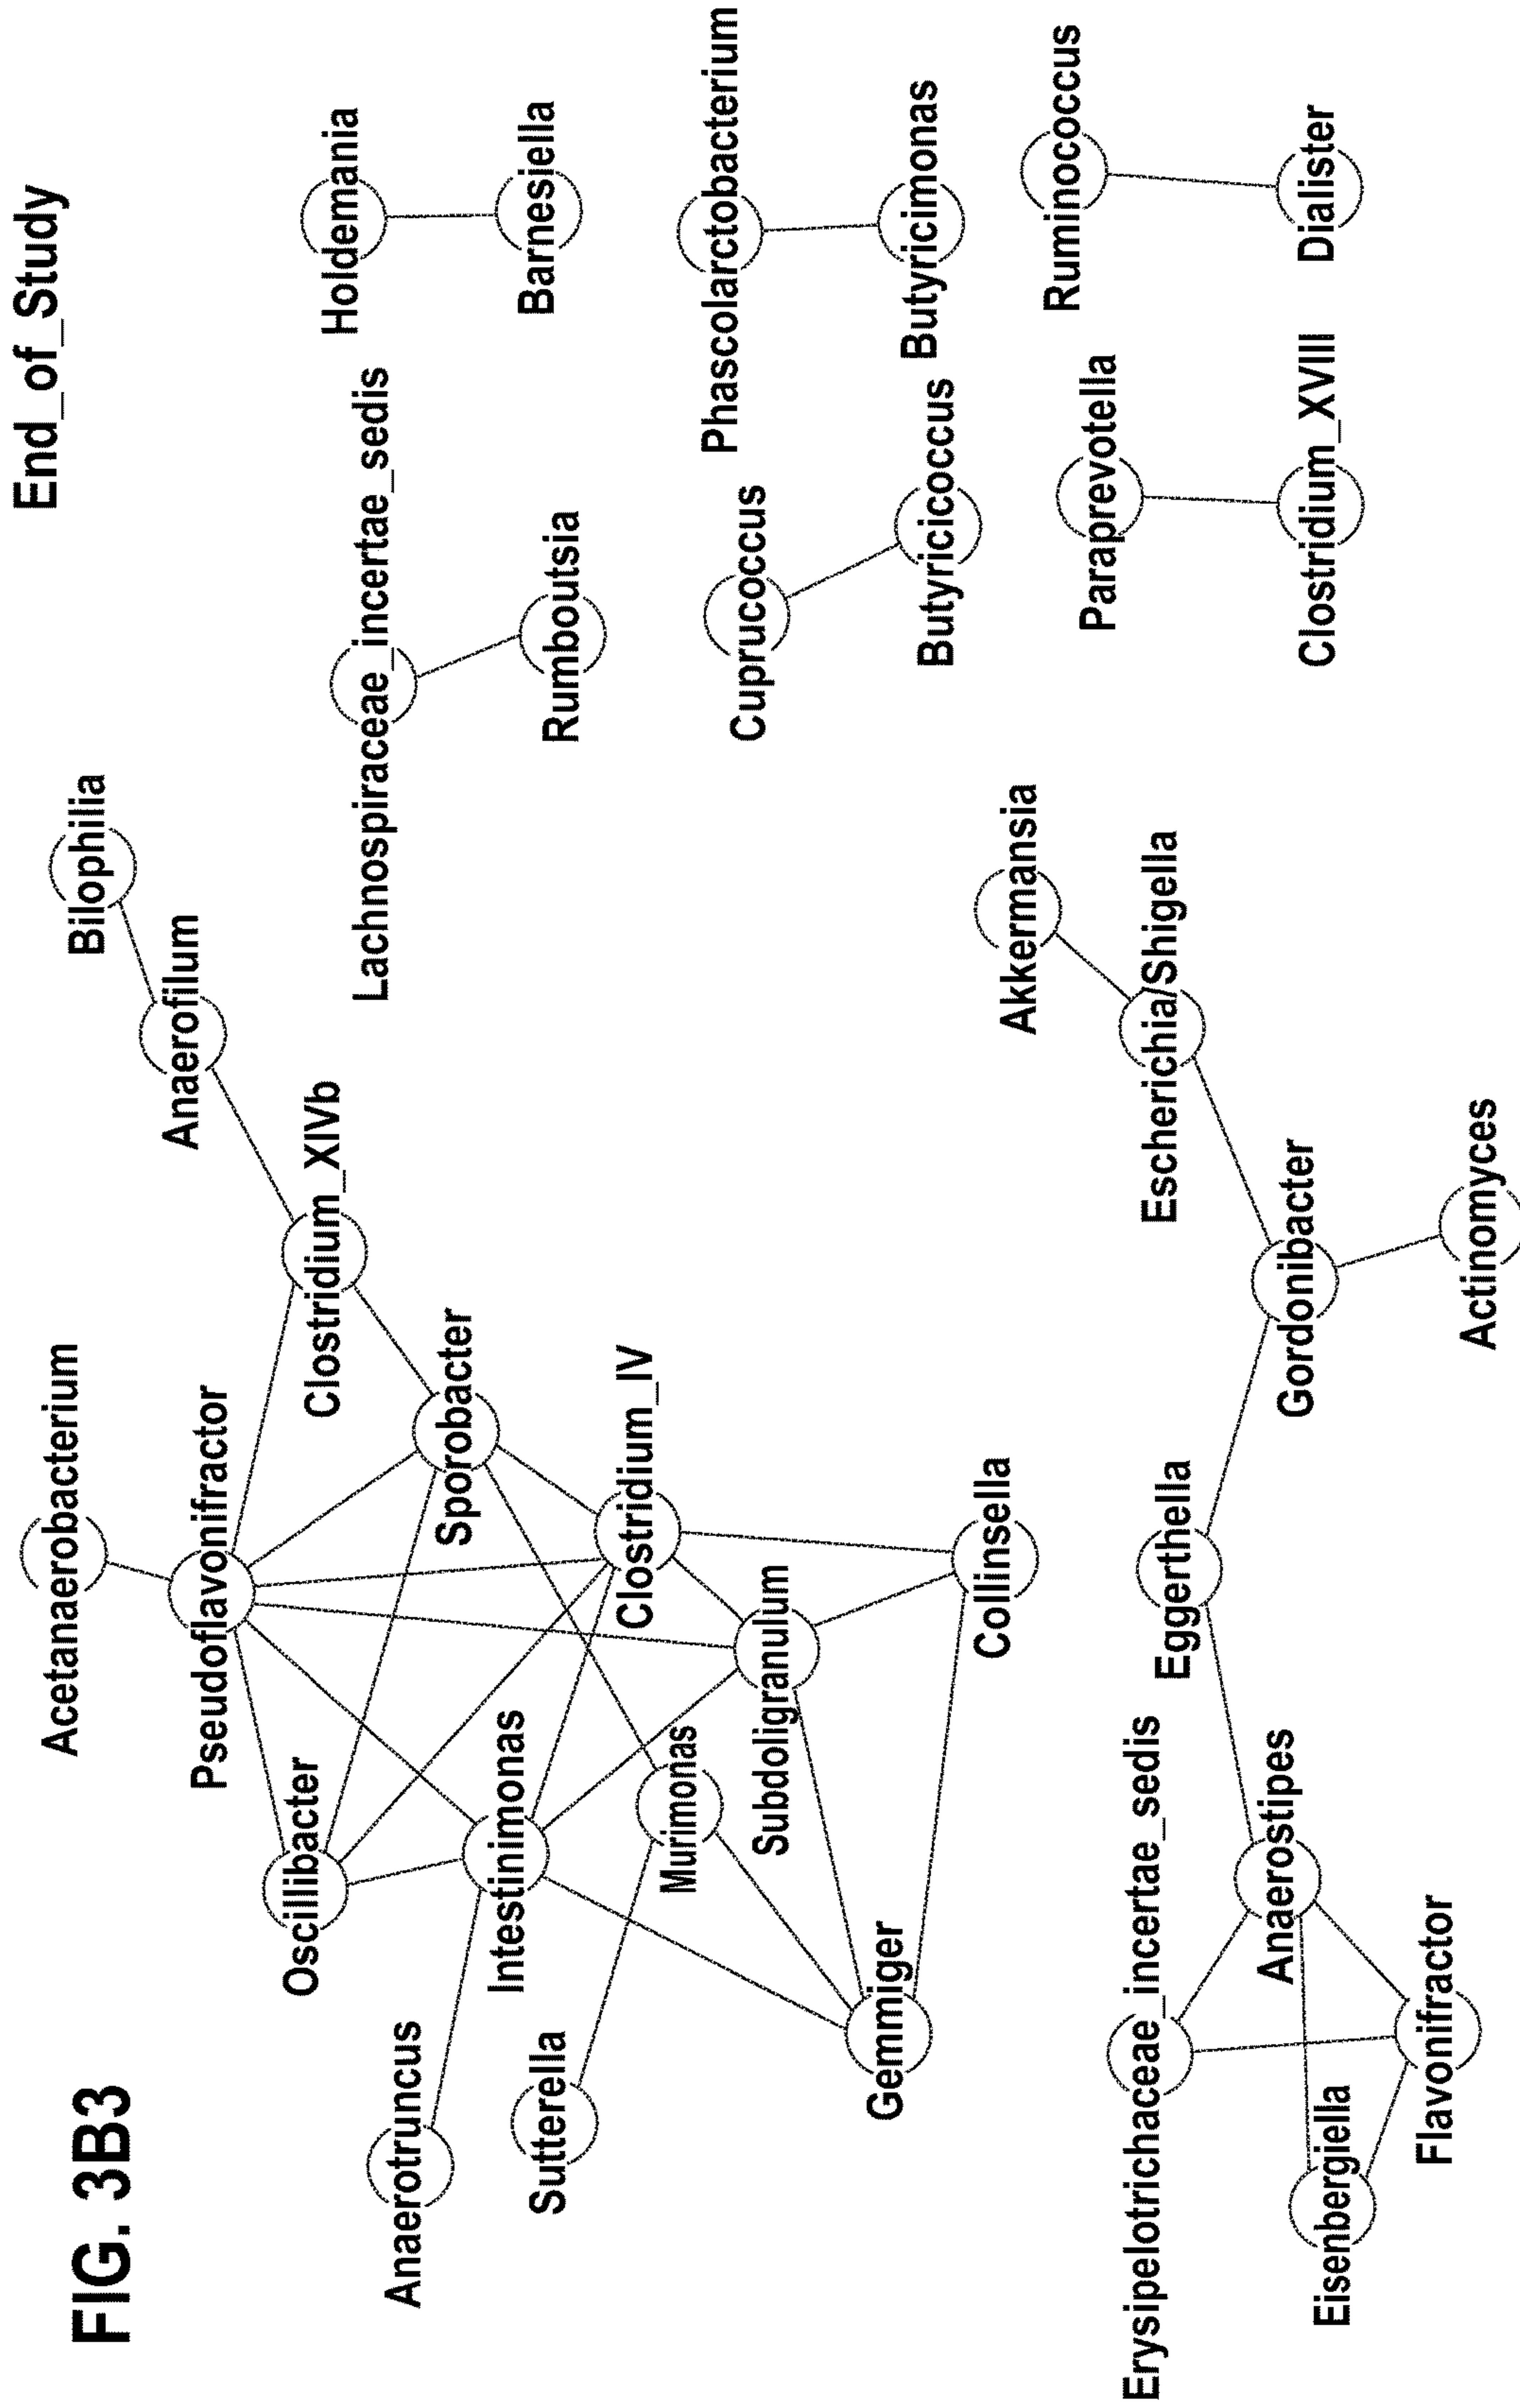 FIG. 3B3
End_of_Study
Acetanaerobacterium
Bilophilia
Pseudoflavonifractor
Anaerofilum
Oscillibacter
Clostridium_XIVb
Holdemania
Lachnospiraceae_incertae_sedis
Anaerotruncus
Sporobacter
Intestinimonas
Rumboutsia
Barnesiella
Sutterella
Clostridium_IV
Murimonas
Subdoligranulum
Cuprucoccus
Phascolarctobacterium
Gemmiger
Collinsella
Butyricicoccus
Butyricimonas
Akkermansia
Erysipelotrichaceae_incertae_sedis
Eggerthella
Escherichia/Shigella
Paraprevotella
Ruminococcus
Anaerostipes
Gordonibacter
Eisenbergiella
Clostridium_XVIII
Dialister
Flavonifractor
Actinomyces